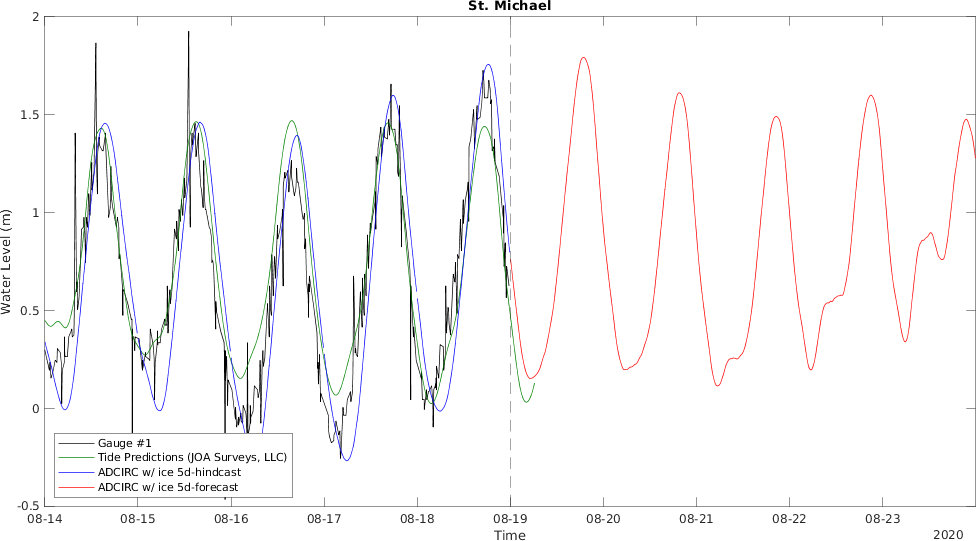 St. Michael
Water Level (m)
2
1.5
1
0.5
0
-0.5
Gauge #1
Tide Predictions (JOA Surveys, LLC)
ADCIRC w/ ice 5d-hindcast
ADCIRC w/ ice 5d-forecast
08-14 08-15 08-16 08-17 08-18 08-19 08-20 08-21 08-22 08-23
Time
2020